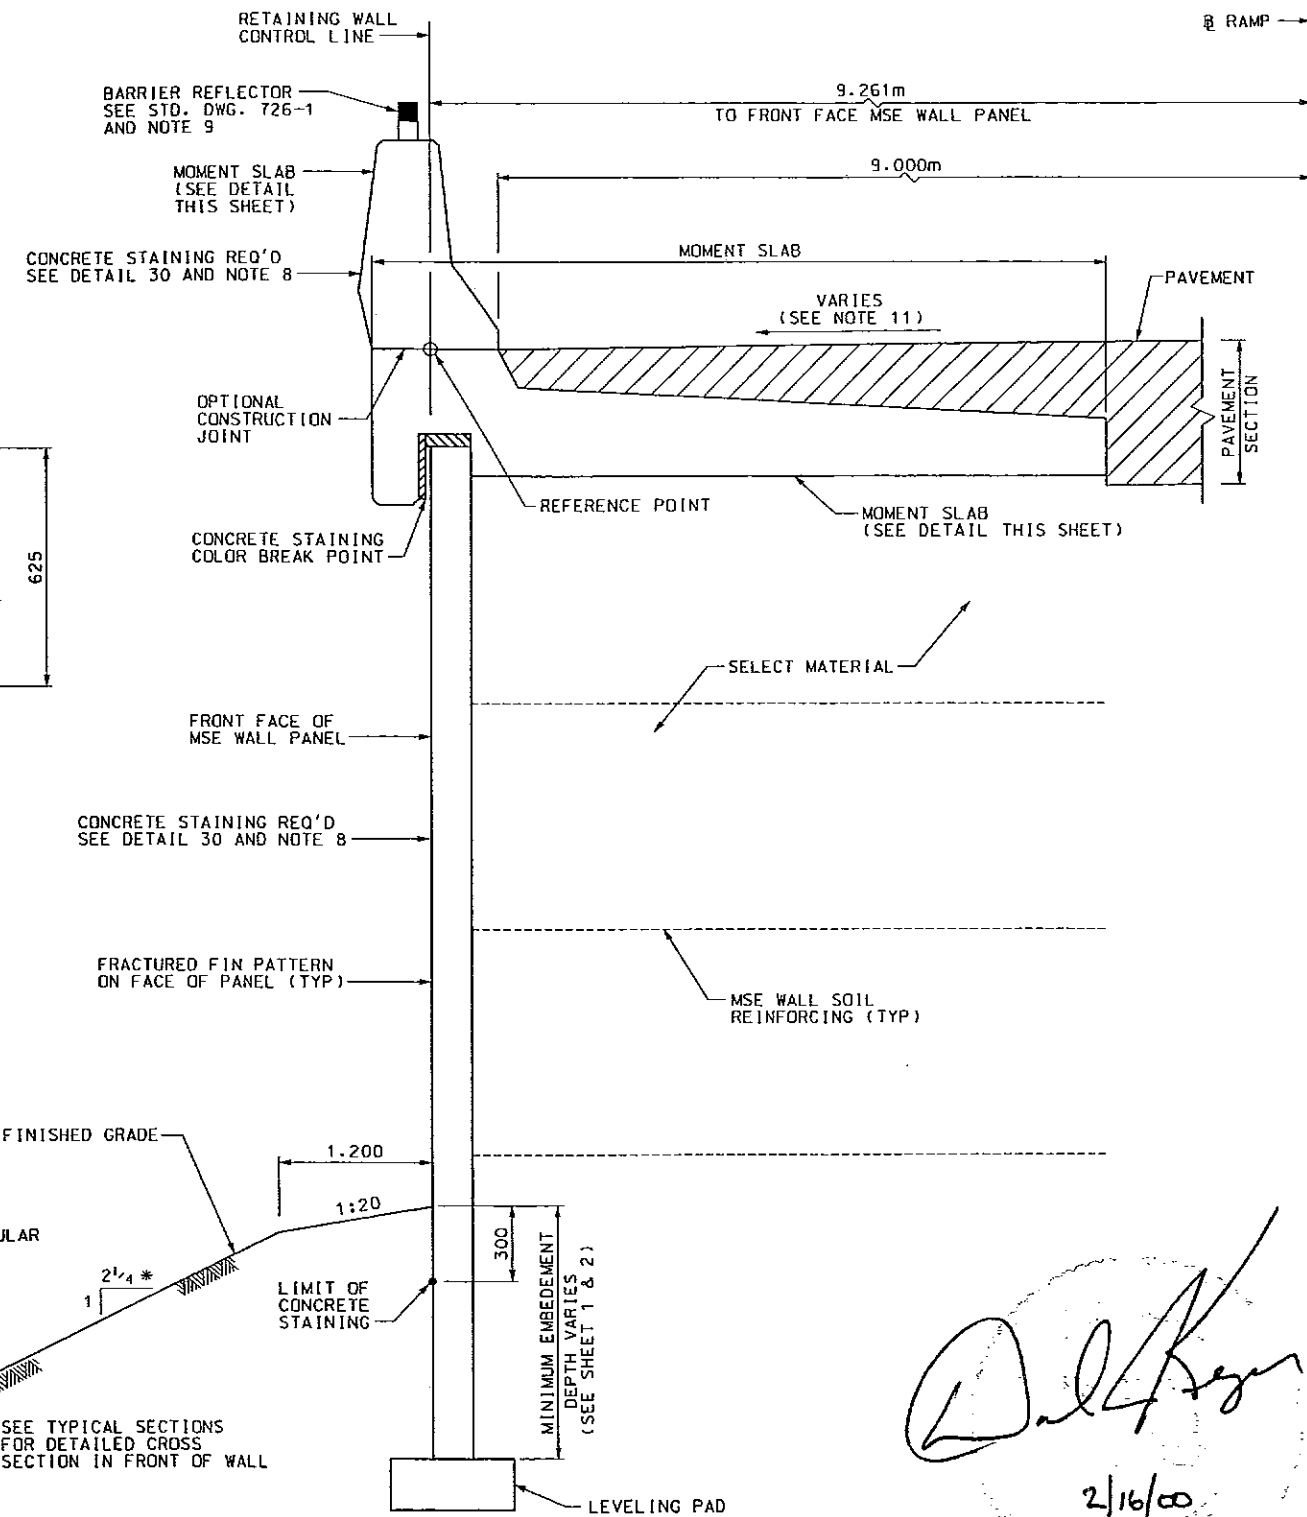 RETAINING WALL
CONTROL LINE
℄ RAMP
BARRIER REFLECTOR
SEE STD. DWG. 726-1
AND NOTE 9
9.261m
TO FRONT FACE MSE WALL PANEL
9.000m
MOMENT SLAB
(SEE DETAIL
THIS SHEET)
CONCRETE STAINING REQ'D
SEE DETAIL 30 AND NOTE 8
MOMENT SLAB
PAVEMENT
VARIES
(SEE NOTE 11)
OPTIONAL
CONSTRUCTION
JOINT
PAVEMENT
SECTION
REFERENCE POINT
MOMENT SLAB
(SEE DETAIL THIS SHEET)
CONCRETE STAINING
COLOR BREAK POINT
625
SELECT MATERIAL
FRONT FACE OF
MSE WALL PANEL
CONCRETE STAINING REQ'D
SEE DETAIL 30 AND NOTE 8
FRACTURED FIN PATTERN
ON FACE OF PANEL (TYP)
MSE WALL SOIL
REINFORCING (TYP)
FINISHED GRADE
1.200
1:20
ULAR
2 1/4 *
1
300
LIMIT OF
CONCRETE
STAINING
MINIMUM EMBEDEMENT
DEPTH VARIES
(SEE SHEET 1 & 2)
SEE TYPICAL SECTIONS
FOR DETAILED CROSS
SECTION IN FRONT OF WALL
LEVELING PAD
2/16/00